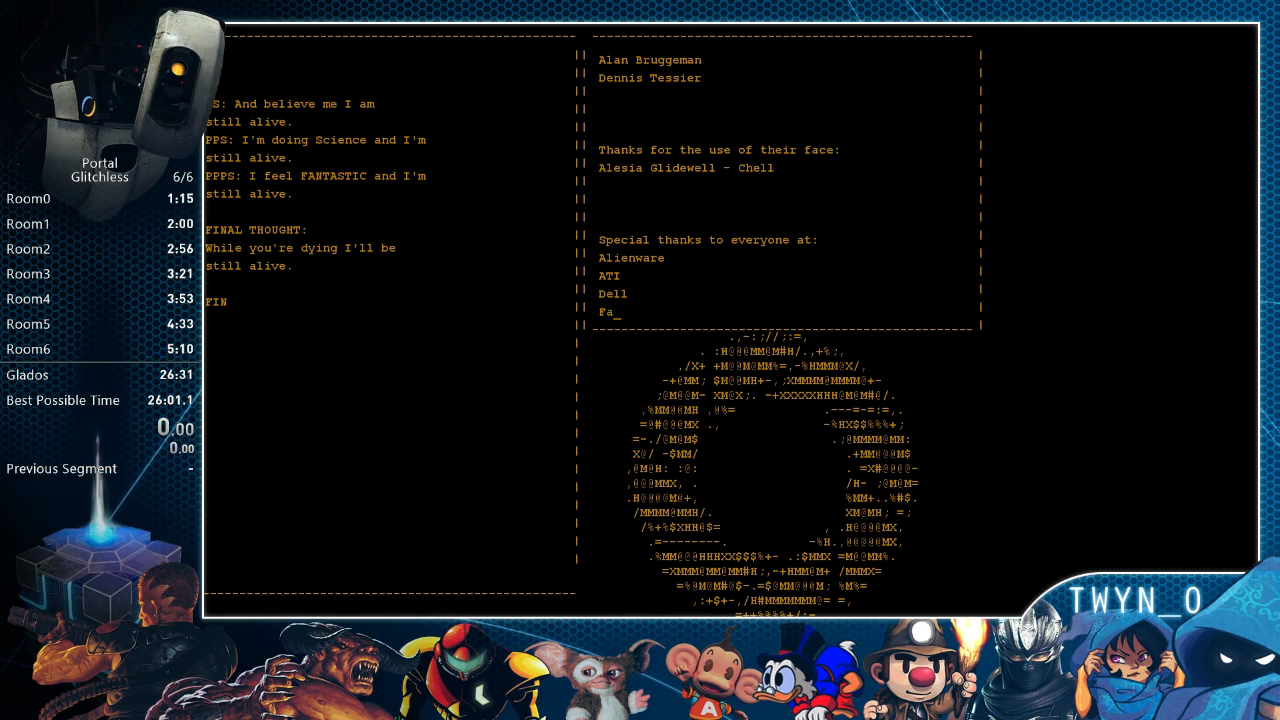 Portal
Glitchless 6/6
Room0 1:15
Room1 2:00
Room2 2:56
Room3 3:21
Room4 3:53
Room5 4:33
Room6 5:10
Glados 26:31
Best Possible Time 26:01.1
0.00
0.00
Previous Segment -
S: And believe me I am
still alive.
PPS: I'm doing Science and I'm
still alive.
PPPS: I feel FANTASTIC and I'm
still alive.
FINAL THOUGHT:
While you're dying I'll be
still alive.
FIN
Alan Bruggeman
Dennis Tessier
Thanks for the use of their face:
Alesia Glidewell - Chell
Special thanks to everyone at:
Alienware
ATI
Dell
Fa_
TWYN_O
A